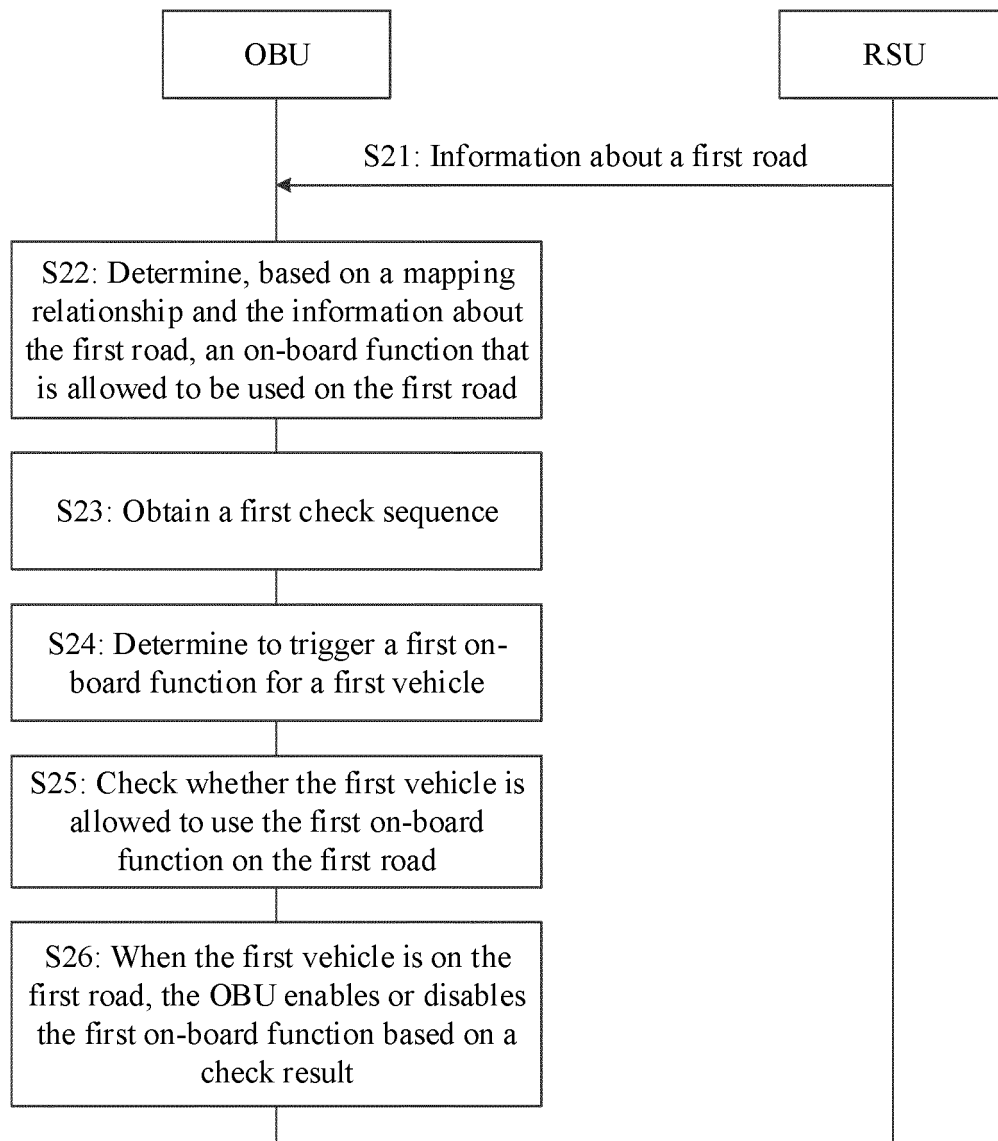 OBU
RSU
S21: Information about a first road
S22: Determine, based on a mapping
relationship and the information about
the first road, an on-board function that
is allowed to be used on the first road
S23: Obtain a first check sequence
S24: Determine to trigger a first on-
board function for a first vehicle
S25: Check whether the first vehicle is
allowed to use the first on-board
function on the first road
S26: When the first vehicle is on the
first road, the OBU enables or disables
the first on-board function based on a
check result